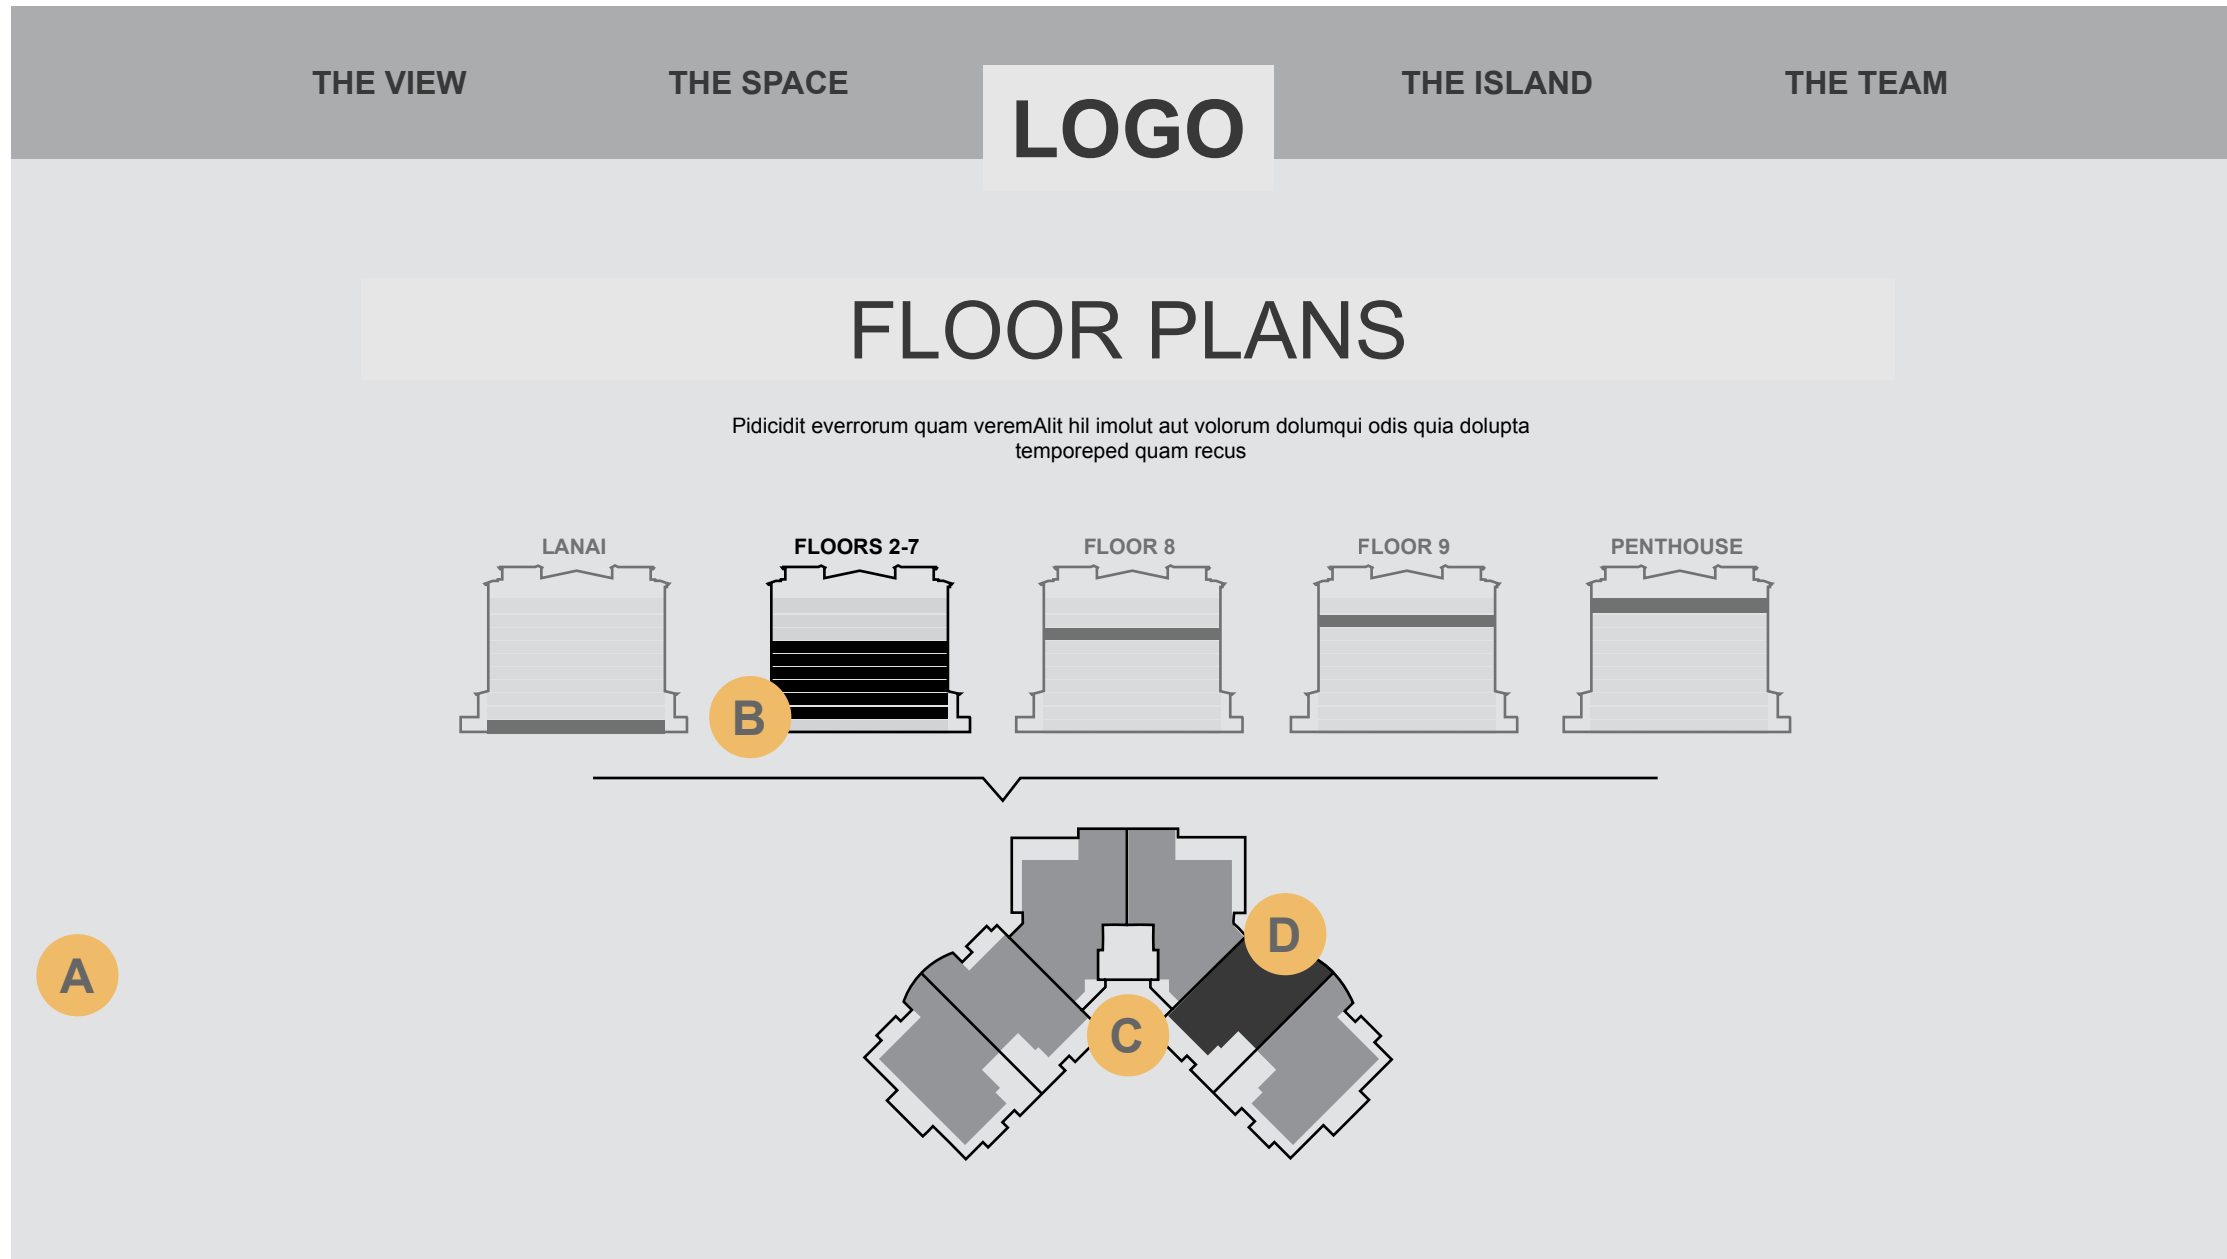 THE VIEW
THE SPACE
LOGO
THE ISLAND
THE TEAM
FLOOR PLANS
Pidicidit everrorum quam veremAlit hil imolut aut volorum dolumqui odis quia dolupta
temporeped quam recus
LANAI
FLOORS 2-7
FLOOR 8
FLOOR 9
PENTHOUSE
B
D
A
C